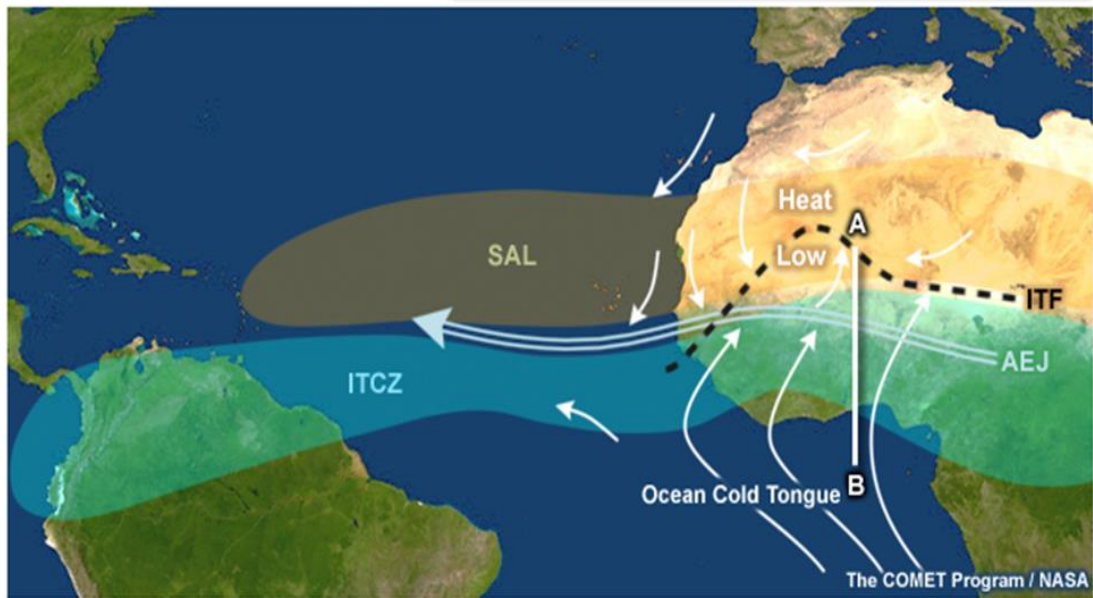 Heat
A
Low
SAL
ITF
AEJ
ITCZ
Ocean Cold Tongue
B
The COMET Program / NASA